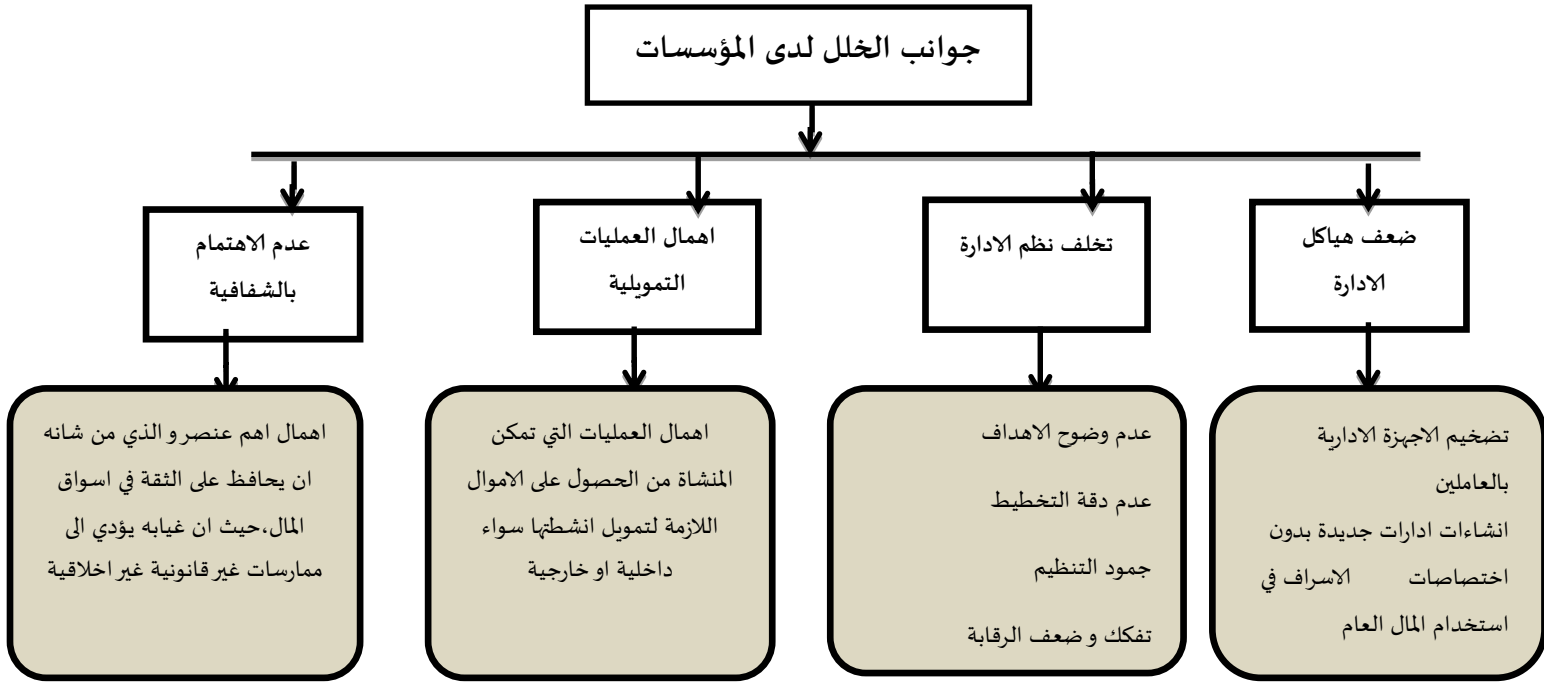 جوانب الخلل لدى المؤسسات
ضعف هياكل
الادارة
تخلف نظم الادارة
اهمال العمليات
التمويلية
عدم الاهتمام
بالشفافية
تضخيم الاجهزة الادارية
بالعاملين
انشاءات ادارات جديدة بدون
اختصاصات الاسراف في
استخدام المال العام
عدم وضوح الاهداف
عدم دقة التخطيط
جمود التنظيم
تفكك و ضعف الرقابة
اهمال العمليات التي تمكن
المنشاة من الحصول على الاموال
اللازمة لتمويل انشطتها سواء
داخلية او خارجية
اهمال اهم عنصر و الذي من شانه
ان يحافظ على الثقة في اسواق
المال،حيث ان غيابه يؤدي الى
ممارسات غير قانونية غير اخلاقية